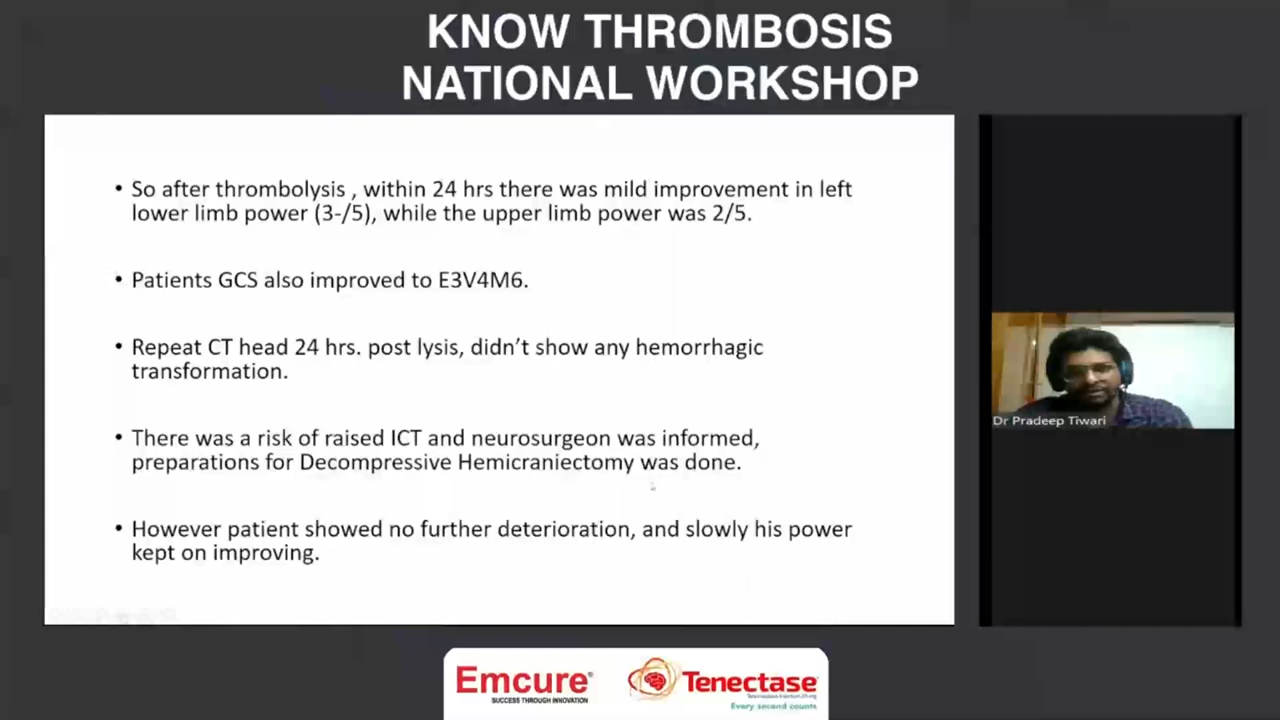 KNOW THROMBOSIS
NATIONAL WORKSHOP
• So after thrombolysis , within 24 hrs there was mild improvement in left
lower limb power (3-/5), while the upper limb power was 2/5.
• Patients GCS also improved to E3V4M6.
• Repeat CT head 24 hrs. post lysis, didn't show any hemorrhagic
transformation.
• There was a risk of raised ICT and neurosurgeon was informed,
preparations for Decompressive Hemicraniectomy was done.
• However patient showed no further deterioration, and slowly his power
kept on improving.
Dr Pradeep Tiwari
Emcure®
SUCCESS THROUGH INNOVATION
Tenectase
Every second counts